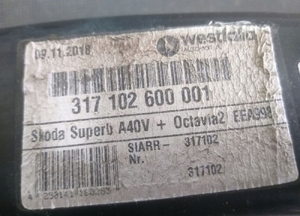 09.11.2018 westfalia
317 102 600 001
Skoda Superb A40V + Octavia2 EEA998
SIARR- 317102
Nr.
317102